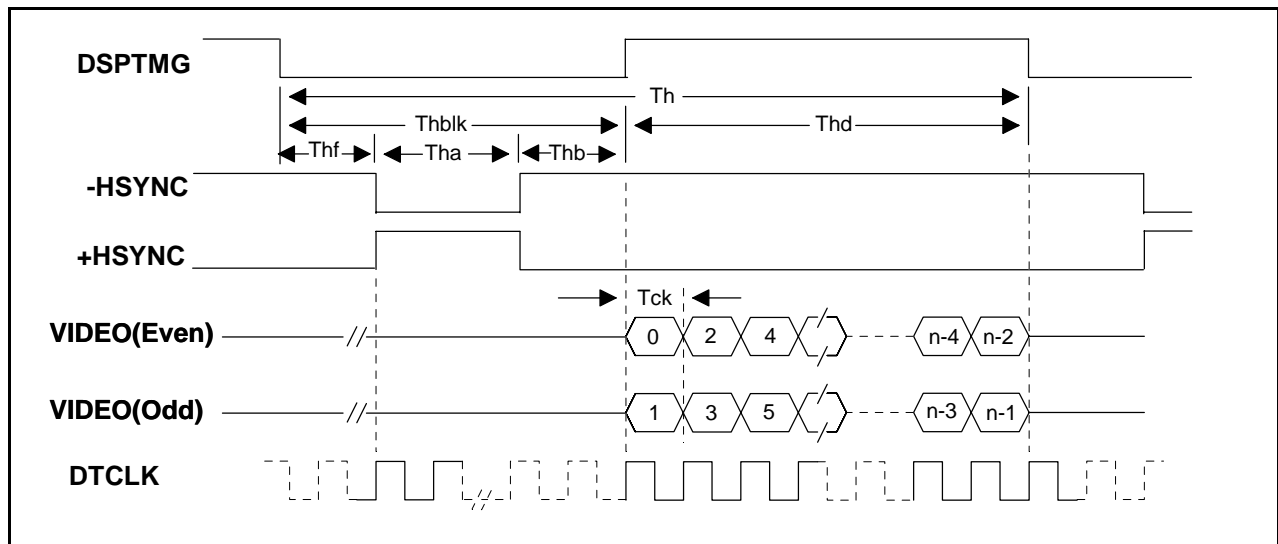 DSPTMG
Th
Thblk Thd
Thf Tha Thb
-HSYNC
+HSYNC
Tck
VIDEO(Even) 0 2 4 n-4 n-2
VIDEO(Odd) 1 3 5 n-3 n-1
DTCLK